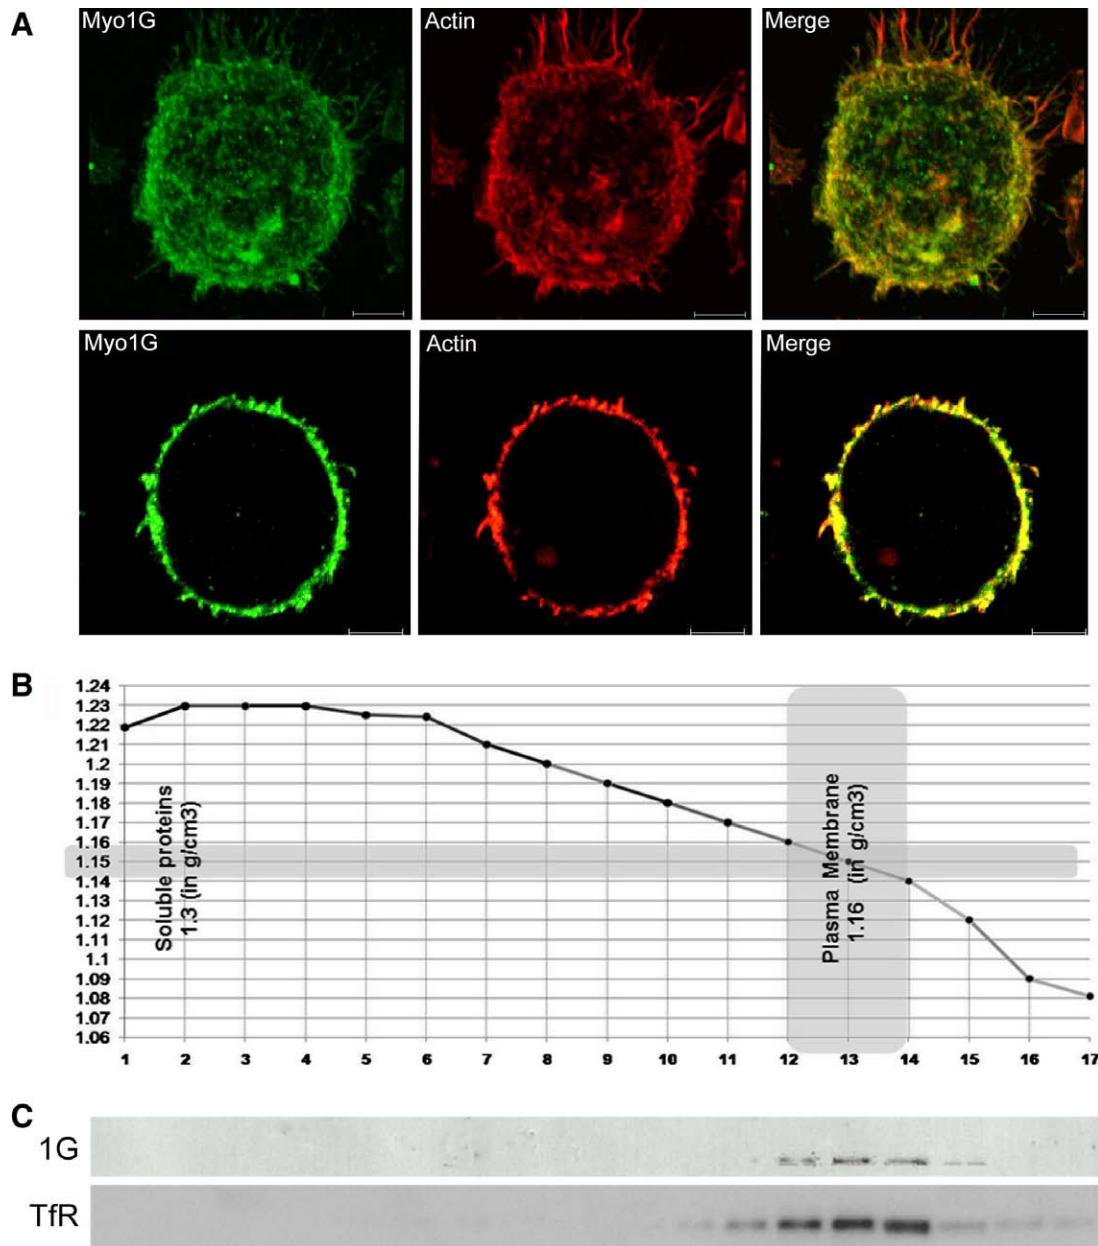 A
Myo1G
Actin
Merge
Myo1G
Actin
Merge
B
1.24
1.23
1.22
1.21
1.2
1.19
1.18
1.17
1.16
1.15
1.14
1.12
1.11
1.1
1.09
1.08
1.07
1.06
Soluble proteins
1.3 (in g/cm3)
Plasma Membrane
1.16 (in g/cm3)
1 2 3 4 5 6 7 8 9 10 11 12 13 14 15 16 17
C
1G
TfR